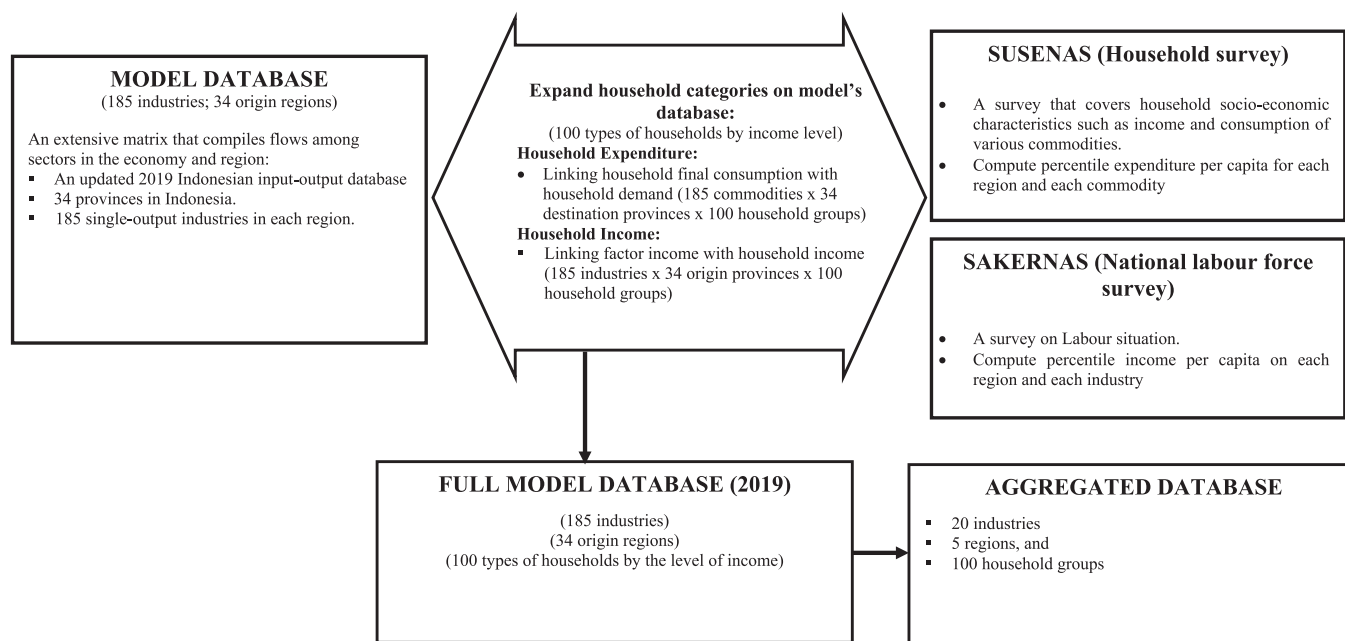 MODEL DATABASE
(185 industries; 34 origin regions)
An extensive matrix that compiles flows among
sectors in the economy and region:
▪ An updated 2019 Indonesian input-output database
▪ 34 provinces in Indonesia.
▪ 185 single-output industries in each region.
Expand household categories on model's
database:
(100 types of households by income level)
Household Expenditure:
• Linking household final consumption with
household demand (185 commodities x 34
destination provinces x 100 household groups)
Household Income:
▪ Linking factor income with household income
(185 industries x 34 origin provinces x 100
household groups)
SUSENAS (Household survey)
• A survey that covers household socio-economic
characteristics such as income and consumption of
various commodities.
• Compute percentile expenditure per capita for each
region and each commodity
SAKERNAS (National labour force
survey)
• A survey on Labour situation.
• Compute percentile income per capita on each
region and each industry
FULL MODEL DATABASE (2019)
(185 industries)
(34 origin regions)
(100 types of households by the level of income)
AGGREGATED DATABASE
▪ 20 industries
▪ 5 regions, and
▪ 100 household groups